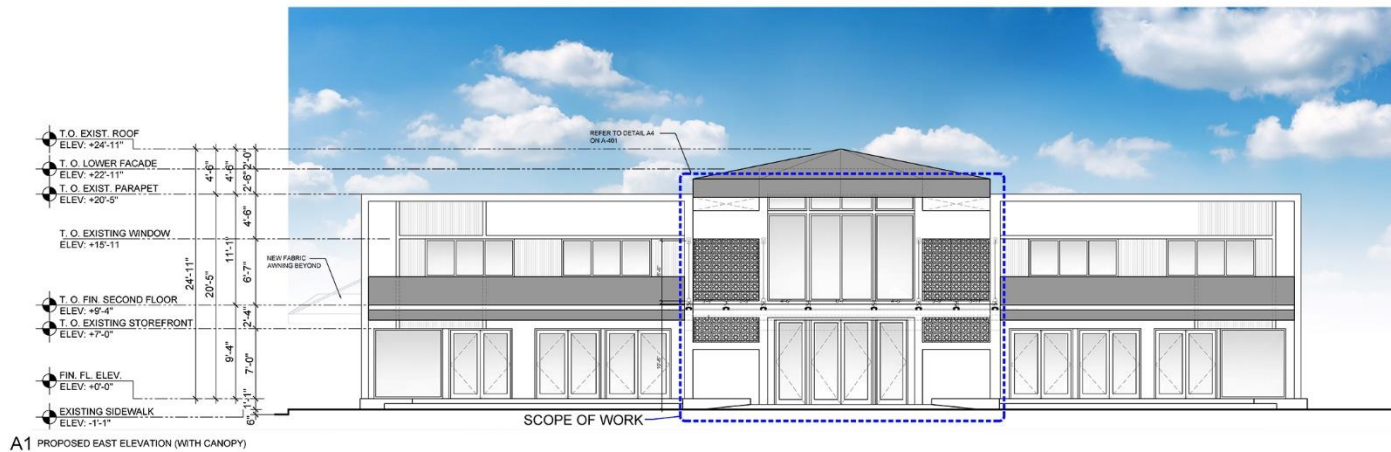 T.O. EXIST. ROOF
ELEV: +24'-11"
T. O. LOWER FACADE
ELEV: +22'-11"
T. O. EXIST. PARAPET
ELEV: +20'-5"
T. O. EXISTING WINDOW
ELEV: +15'-11
T. O. FIN. SECOND FLOOR
ELEV: +9'-4"
T. O. EXISTING STOREFRONT
ELEV: +7'-0"
FIN. FL. ELEV.
ELEV: +0'-0"
EXISTING SIDEWALK
ELEV: -1'-1"
24'-11"
4'-6"
20'-5"
4'-6"
11'-1"
9'-4"
2'-0"
2'-6"
4'-6"
6'-7"
2'-4"
7'-0"
1'-1"
6"
NEW FABRIC
AWNING BEYOND
REFER TO DETAIL A4
ON A-401
SCOPE OF WORK
A1 PROPOSED EAST ELEVATION (WITH CANOPY)